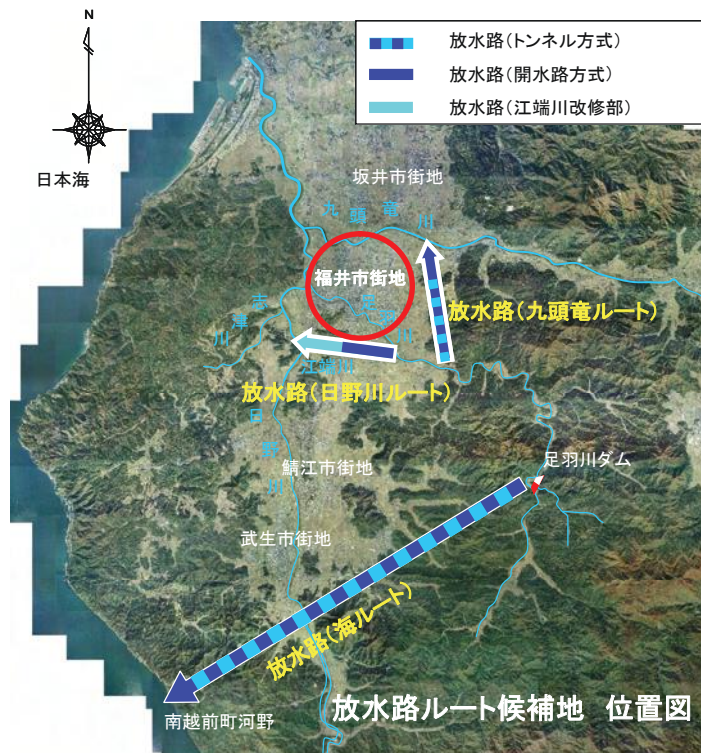 N
放水路(トンネル方式)
放水路(開水路方式)
放水路(江端川改修部)
日本海
坂井市街地
九頭竜川
福井市街地
足羽川
志津川
放水路(九頭竜ルート)
江端川
放水路(日野川ルート)
日野川
鯖江市街地
足羽川ダム
武生市街地
放水路(海ルート)
南越前町河野
放水路ルート候補地 位置図